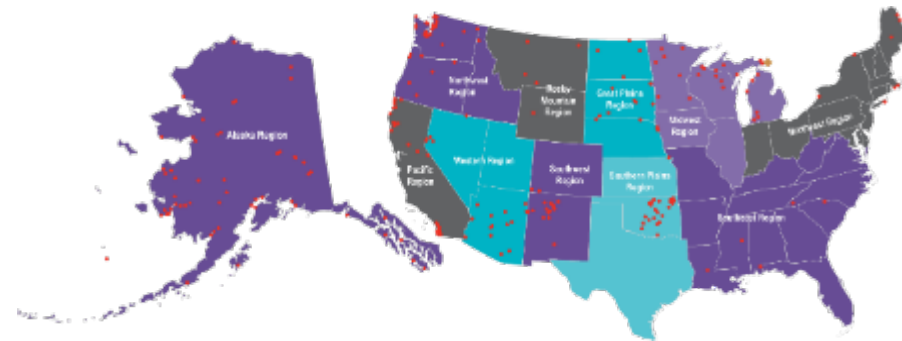 Alaska Region
Northwest
Region
Rocky
Mountain
Region
Great Plains
Region
Midwest
Region
Northeast Region
Pacific
Region
Western Region
Southwest
Region
Southern Plains
Region
Southeast Region